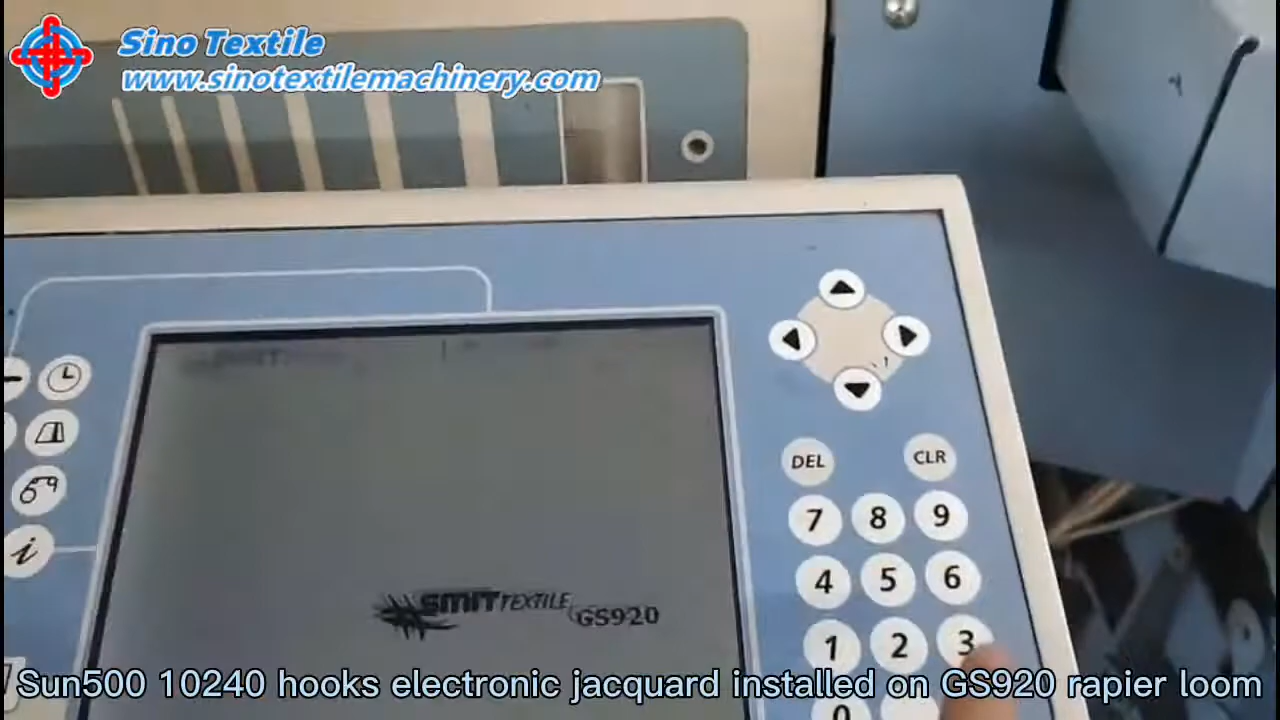 Sino Textile
www.sinotextilemachinery.com
DEL CLR
7 8 9
4 5 6
i
SMIT TEXTILE GS920
1 2 3
Sun500 10240 hooks electronic jacquard installed on GS920 rapier loom
0